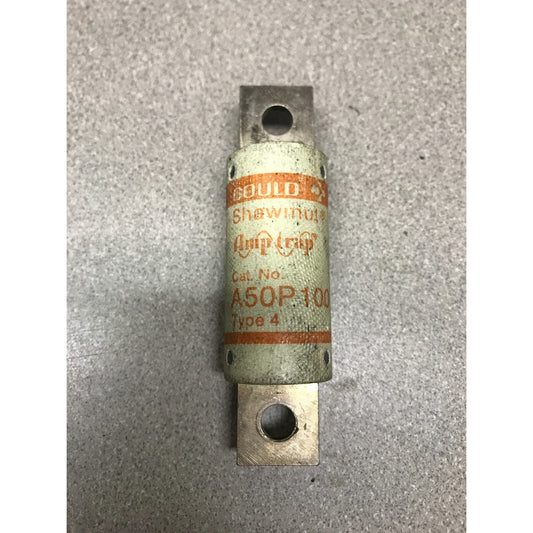 GOULD
Shawmut
Amp trap®
Cat. No.
A50P100
Type 4